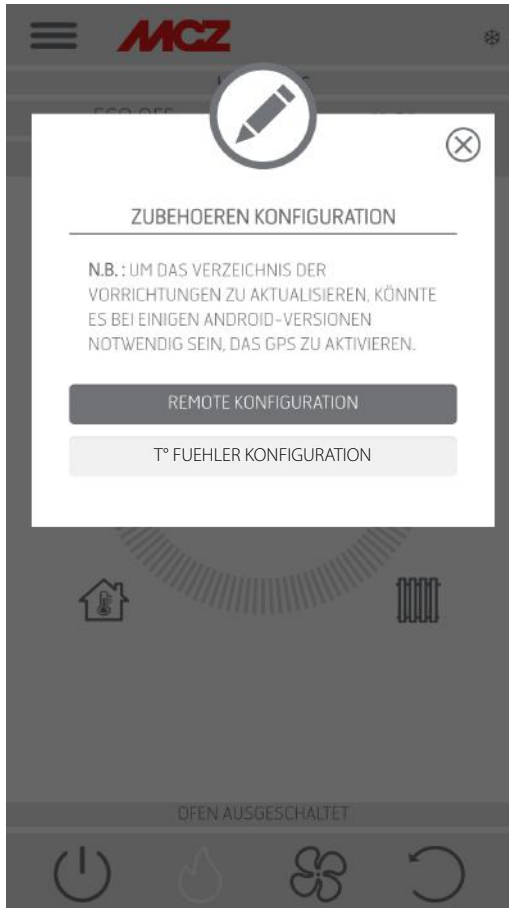 MCZ
ZUBEHOEREN KONFIGURATION
N.B. : UM DAS VERZEICHNIS DER
VORRICHTUNGEN ZU AKTUALISIEREN, KÖNNTE
ES BEI EINIGEN ANDROID-VERSIONEN
NOTWENDIG SEIN, DAS GPS ZU AKTIVIEREN.
REMOTE KONFIGURATION
T° FUEHLER KONFIGURATION
OFEN AUSGESCHALTET